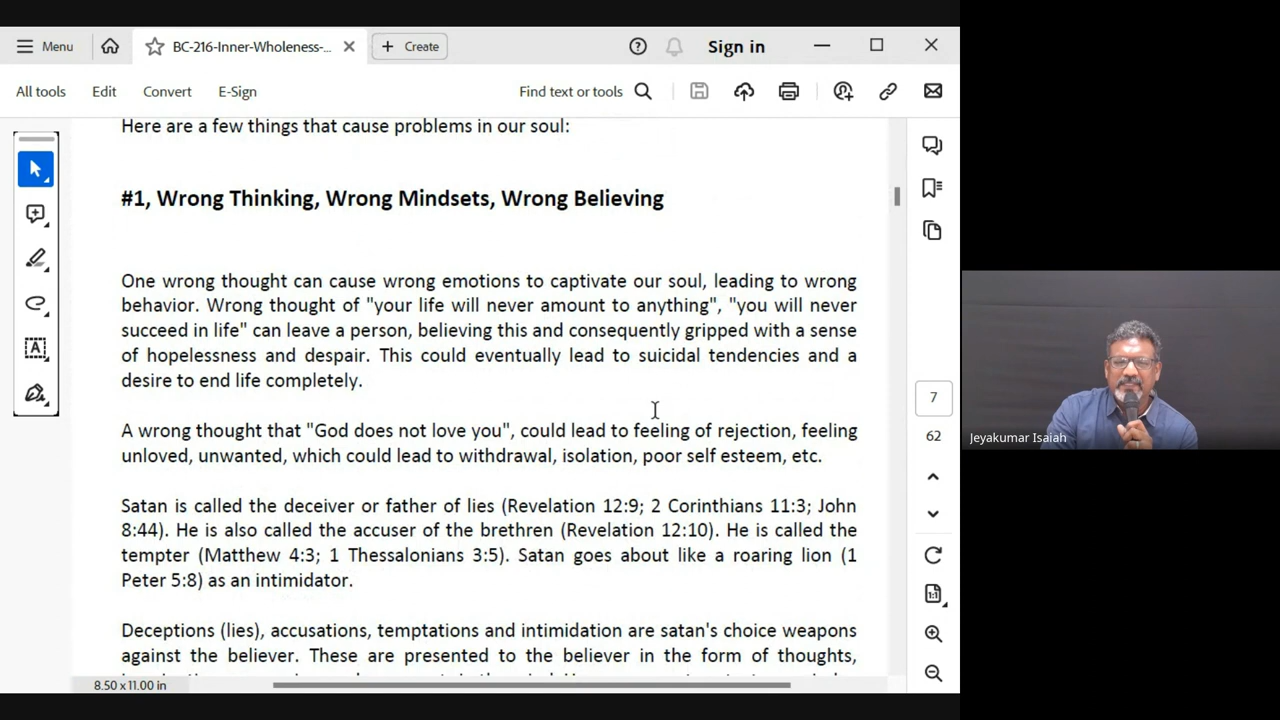 Menu
BC-216-Inner-Wholeness-...
Create
Sign in
All tools
Edit
Convert
E-Sign
Find text or tools
Here are a few things that cause problems in our soul:
#1, Wrong Thinking, Wrong Mindsets, Wrong Believing
One wrong thought can cause wrong emotions to captivate our soul, leading to wrong
behavior. Wrong thought of "your life will never amount to anything", "you will never
succeed in life" can leave a person, believing this and consequently gripped with a sense
of hopelessness and despair. This could eventually lead to suicidal tendencies and a
desire to end life completely.
A wrong thought that "God does not love you", could lead to feeling of rejection, feeling
unloved, unwanted, which could lead to withdrawal, isolation, poor self esteem, etc.
Satan is called the deceiver or father of lies (Revelation 12:9; 2 Corinthians 11:3; John
8:44). He is also called the accuser of the brethren (Revelation 12:10). He is called the
tempter (Matthew 4:3; 1 Thessalonians 3:5). Satan goes about like a roaring lion (1
Peter 5:8) as an intimidator.
Deceptions (lies), accusations, temptations and intimidation are satan's choice weapons
against the believer. These are presented to the believer in the form of thoughts,
8.50 x 11.00 in
7
62
1:1
Jeyakumar Isaiah